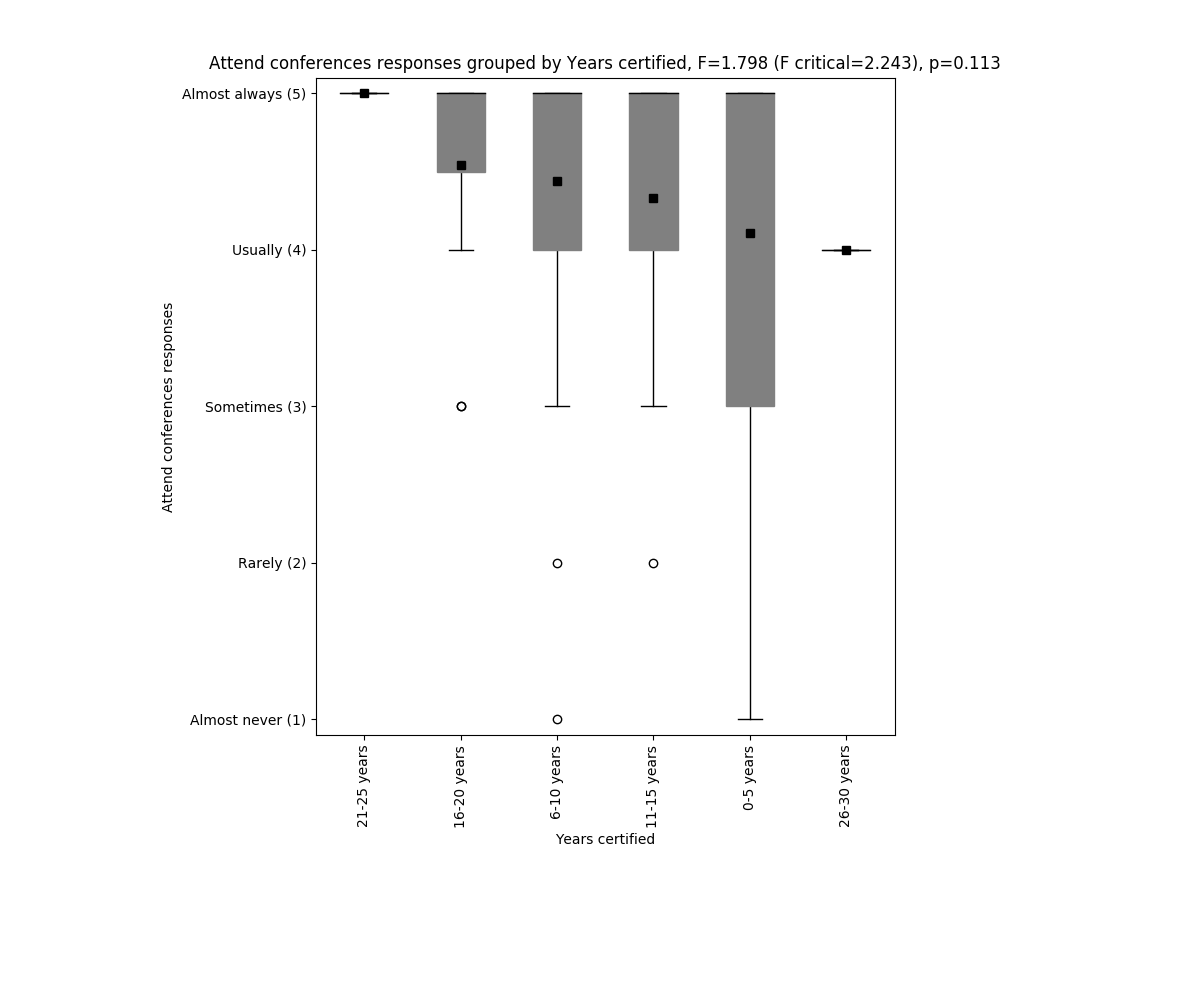 Attend conferences responses grouped by Years certified, F=1.798 (F critical=2.243), p=0.113
Almost always (5)
Usually (4)
Sometimes (3)
Rarely (2)
Almost never (1)
Attend conferences responses
21-25 years
16-20 years
6-10 years
11-15 years
0-5 years
26-30 years
Years certified